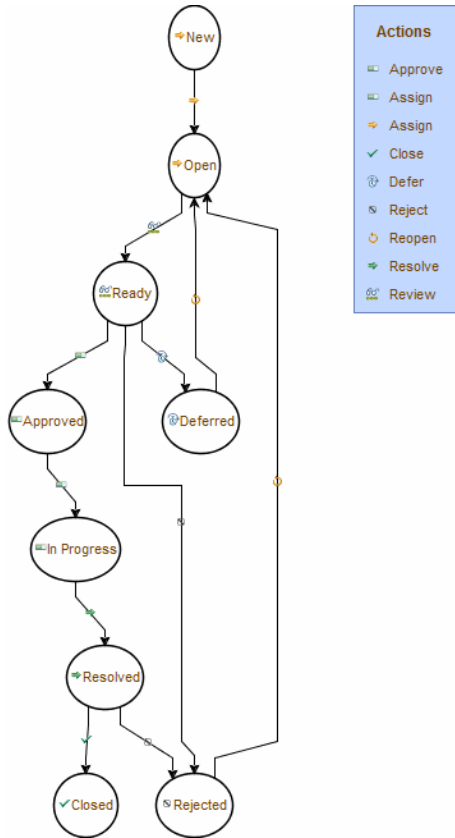 New
Open
Ready
Approved
Deferred
In Progress
Resolved
Closed
Rejected
Actions
Approve
Assign
Assign
Close
Defer
Reject
Reopen
Resolve
Review